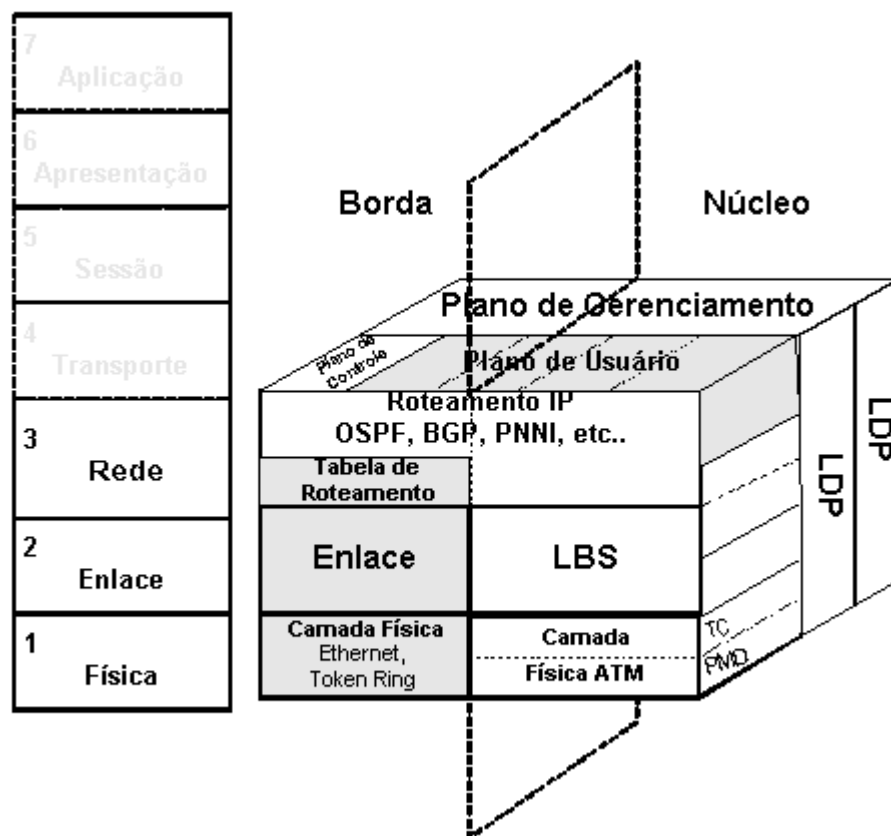 7
Aplicação
6
Apresentação
5
Sessão
4
Transporte
3
Rede
2
Enlace
1
Física
Borda
Núcleo
Plano de Gerenciamento
Plano de
Controle
Plano de Usuário
Roteamento IP
OSPF, BGP, PNNI, etc..
Tabela de
Roteamento
Enlace
LBS
Camada Física
Ethernet,
Token Ring
Camada
Física ATM
TC
PMD
LDP
LDP